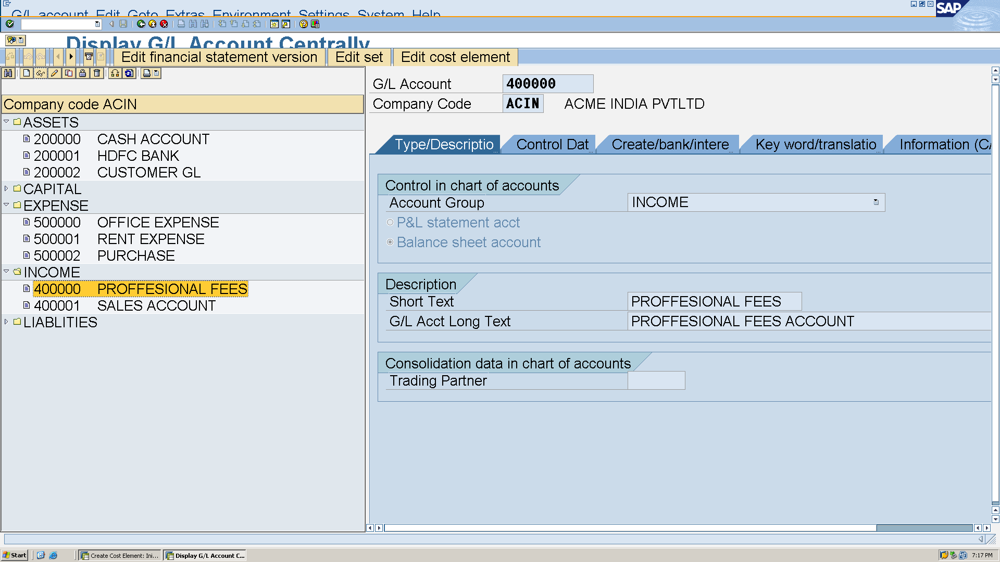 G/L account Edit Goto Extras Environment Settings System Help
SAP
Display G/L Account Centrally
Edit financial statement version Edit set Edit cost element
Company code ACIN
ASSETS
200000 CASH ACCOUNT
200001 HDFC BANK
200002 CUSTOMER GL
CAPITAL
EXPENSE
500000 OFFICE EXPENSE
500001 RENT EXPENSE
500002 PURCHASE
INCOME
400000 PROFFESIONAL FEES
400001 SALES ACCOUNT
LIABLITIES
G/L Account 400000
Company Code ACIN ACME INDIA PVTLTD
Type/Descriptio Control Dat Create/bank/intere Key word/translatio Information (C/
Control in chart of accounts
Account Group INCOME
P&L statement acct
Balance sheet account
Description
Short Text PROFFESIONAL FEES
G/L Acct Long Text PROFFESIONAL FEES ACCOUNT
Consolidation data in chart of accounts
Trading Partner
Start Create Cost Element: Ini... Display G/L Account C... 7:17 PM